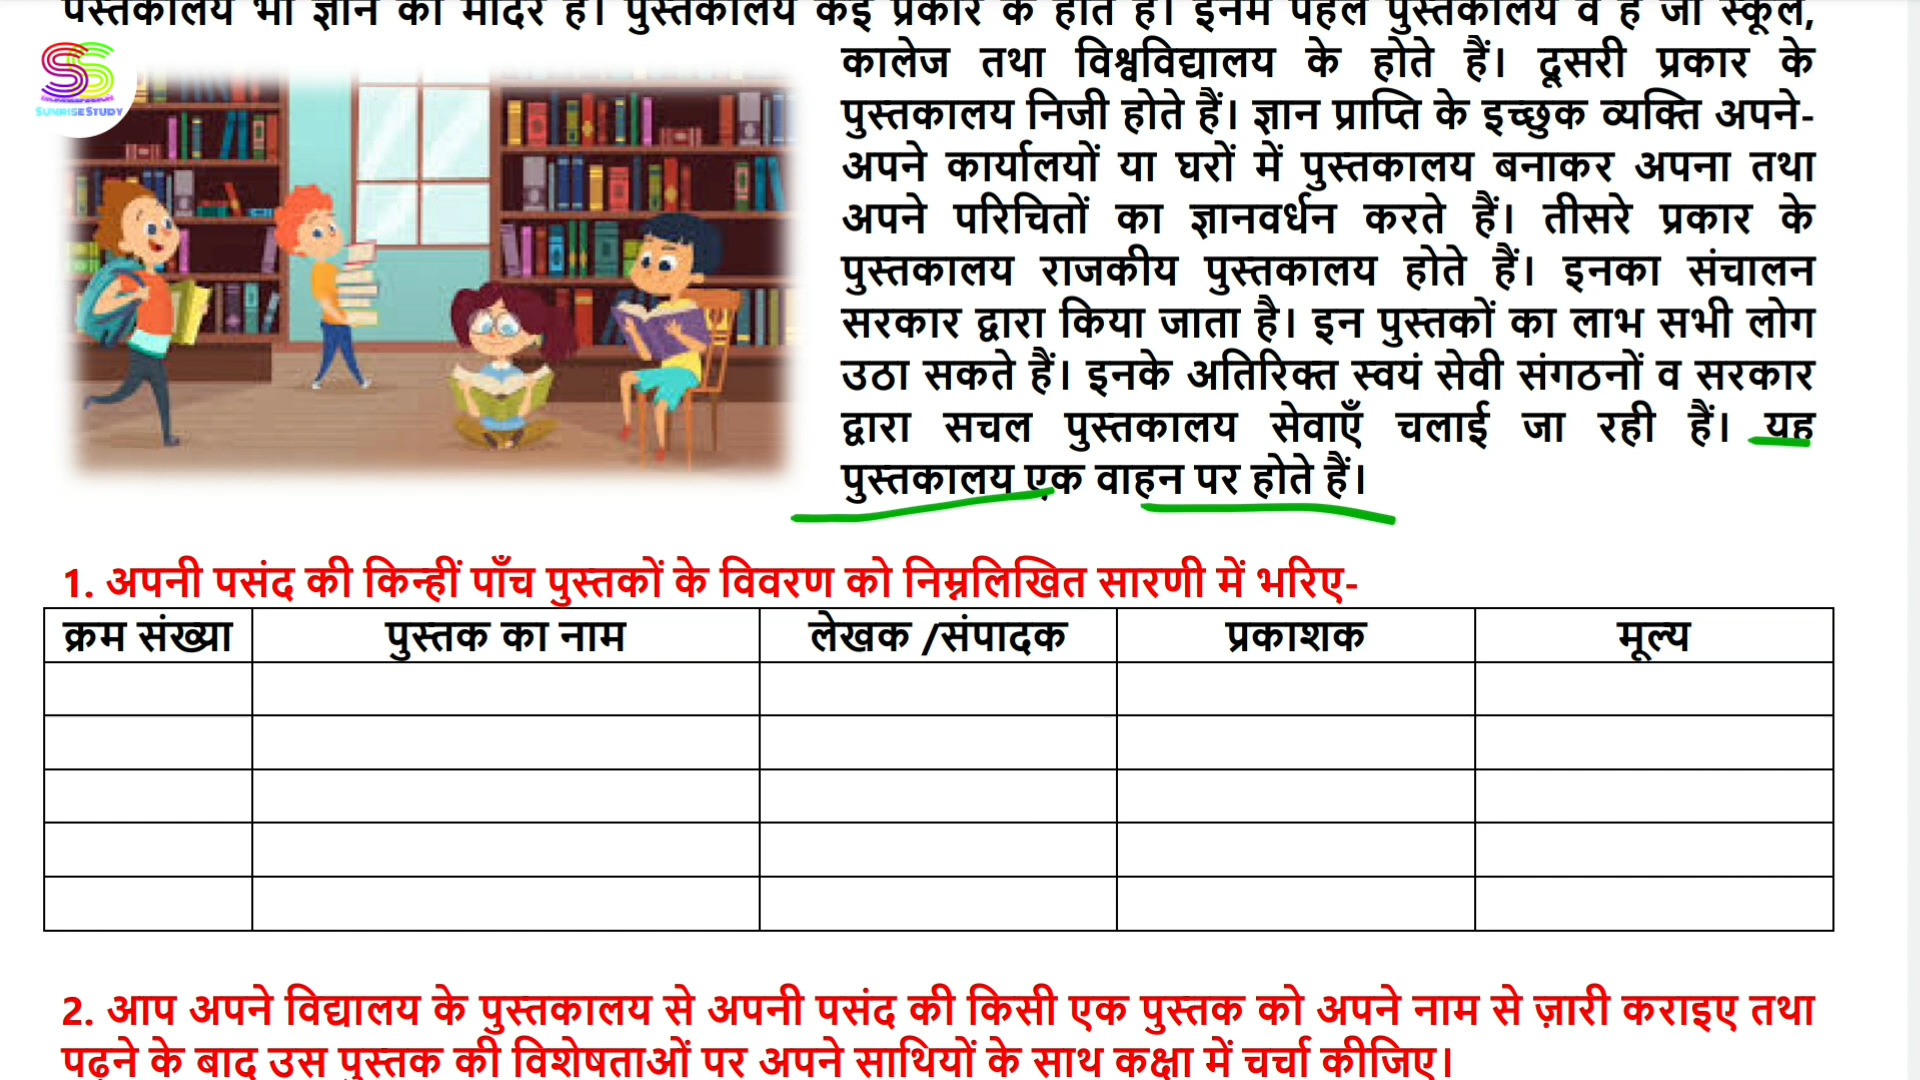 पुस्तकालय भी ज्ञान का मंदिर है। पुस्तकालय कई प्रकार के होते हैं। इनमें पहले पुस्तकालय वे हैं जो स्कूल,
SUNRISE STUDY
कालेज तथा विश्वविद्यालय के होते हैं। दूसरी प्रकार के
पुस्तकालय निजी होते हैं। ज्ञान प्राप्ति के इच्छुक व्यक्ति अपने-
अपने कार्यालयों या घरों में पुस्तकालय बनाकर अपना तथा
अपने परिचितों का ज्ञानवर्धन करते हैं। तीसरे प्रकार के
पुस्तकालय राजकीय पुस्तकालय होते हैं। इनका संचालन
सरकार द्वारा किया जाता है। इन पुस्तकों का लाभ सभी लोग
उठा सकते हैं। इनके अतिरिक्त स्वयं सेवी संगठनों व सरकार
द्वारा सचल पुस्तकालय सेवाएँ चलाई जा रही हैं। यह
पुस्तकालय एक वाहन पर होते हैं।
1. अपनी पसंद की किन्हीं पाँच पुस्तकों के विवरण को निम्नलिखित सारणी में भरिए-
क्रम संख्या पुस्तक का नाम लेखक /संपादक प्रकाशक मूल्य
2. आप अपने विद्यालय के पुस्तकालय से अपनी पसंद की किसी एक पुस्तक को अपने नाम से ज़ारी कराइए तथा
पढ़ने के बाद उस पुस्तक की विशेषताओं पर अपने साथियों के साथ कक्षा में चर्चा कीजिए।